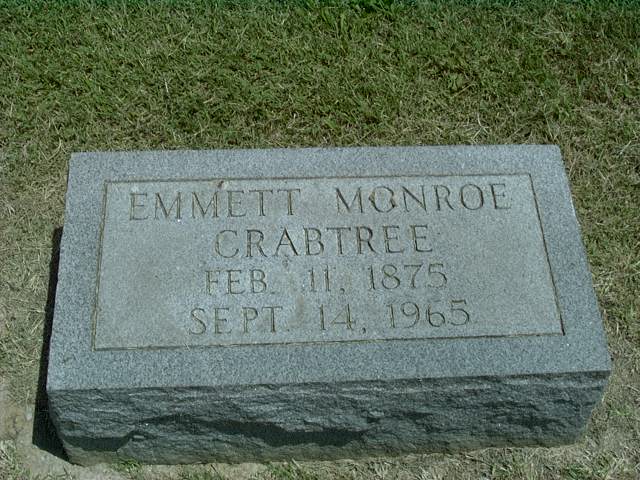 EMMETT MONROE
CRABTREE
FEB. 11, 1875
SEPT. 14, 1965